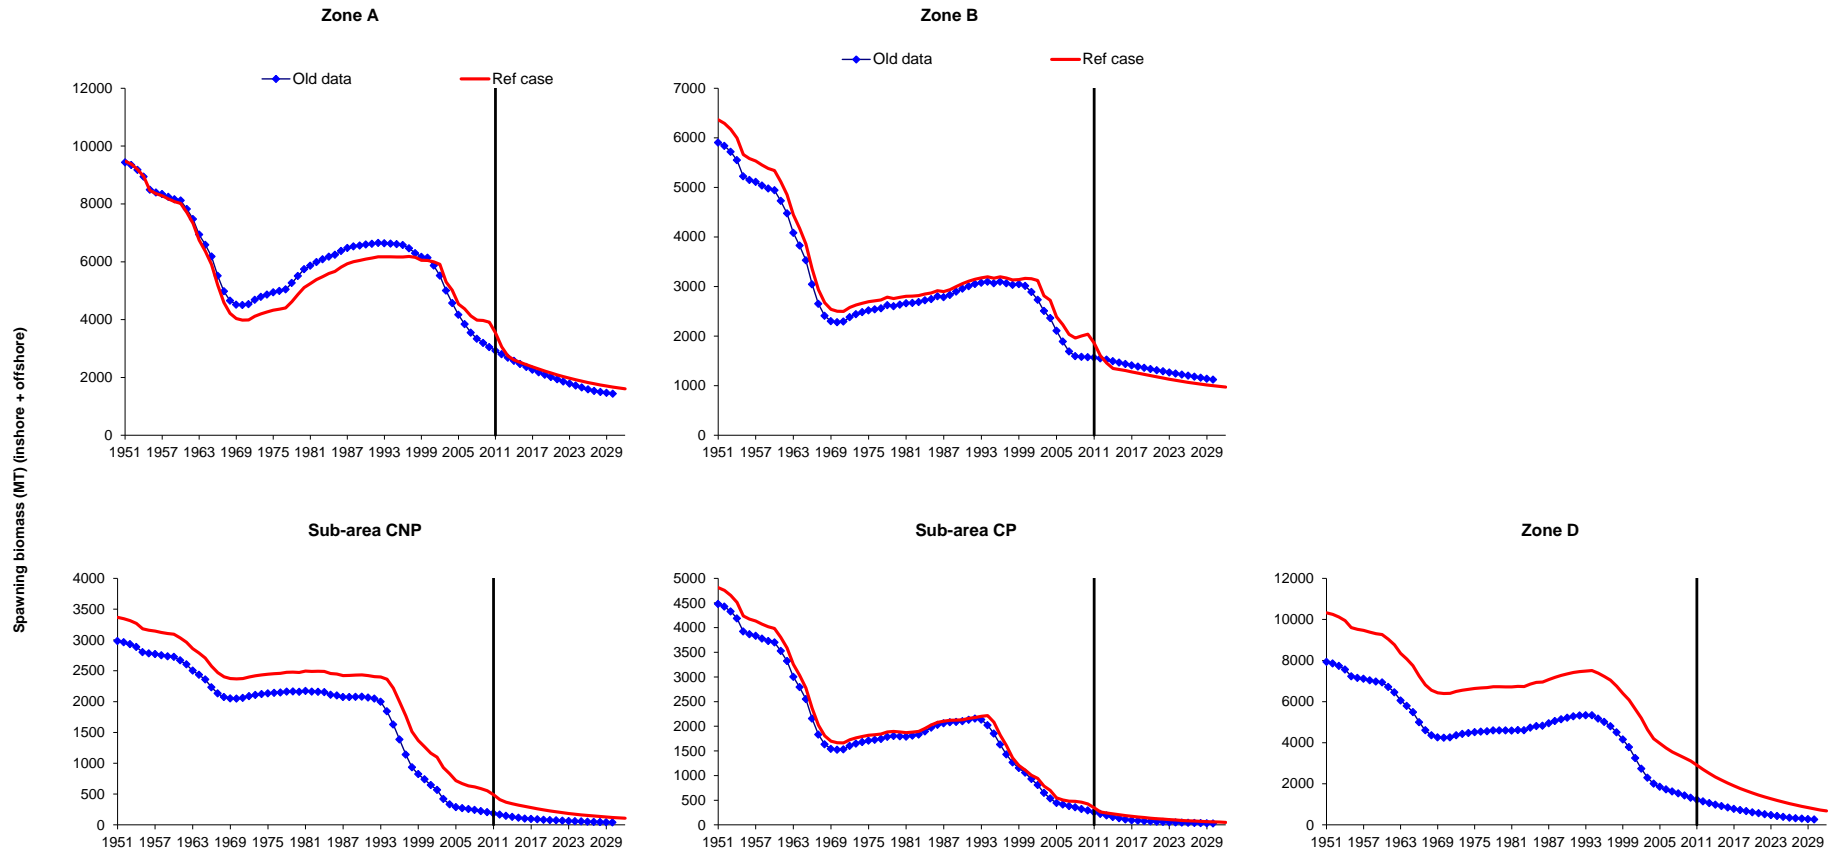 Zone A
Zone B
Old data
Ref case
Old data
Ref case
12000
10000
8000
6000
4000
2000
0
1951 1957 1963 1969 1975 1981 1987 1993 1999 2005 2011 2017 2023 2029
7000
6000
5000
4000
3000
2000
1000
0
1951 1957 1963 1969 1975 1981 1987 1993 1999 2005 2011 2017 2023 2029
Spawning biomass (MT) (inshore + offshore)
Sub-area CNP
Sub-area CP
Zone D
4000
3500
3000
2500
2000
1500
1000
500
0
1951 1957 1963 1969 1975 1981 1987 1993 1999 2005 2011 2017 2023 2029
5000
4500
4000
3500
3000
2500
2000
1500
1000
500
0
1951 1957 1963 1969 1975 1981 1987 1993 1999 2005 2011 2017 2023 2029
12000
10000
8000
6000
4000
2000
0
1951 1957 1963 1969 1975 1981 1987 1993 1999 2005 2011 2017 2023 2029